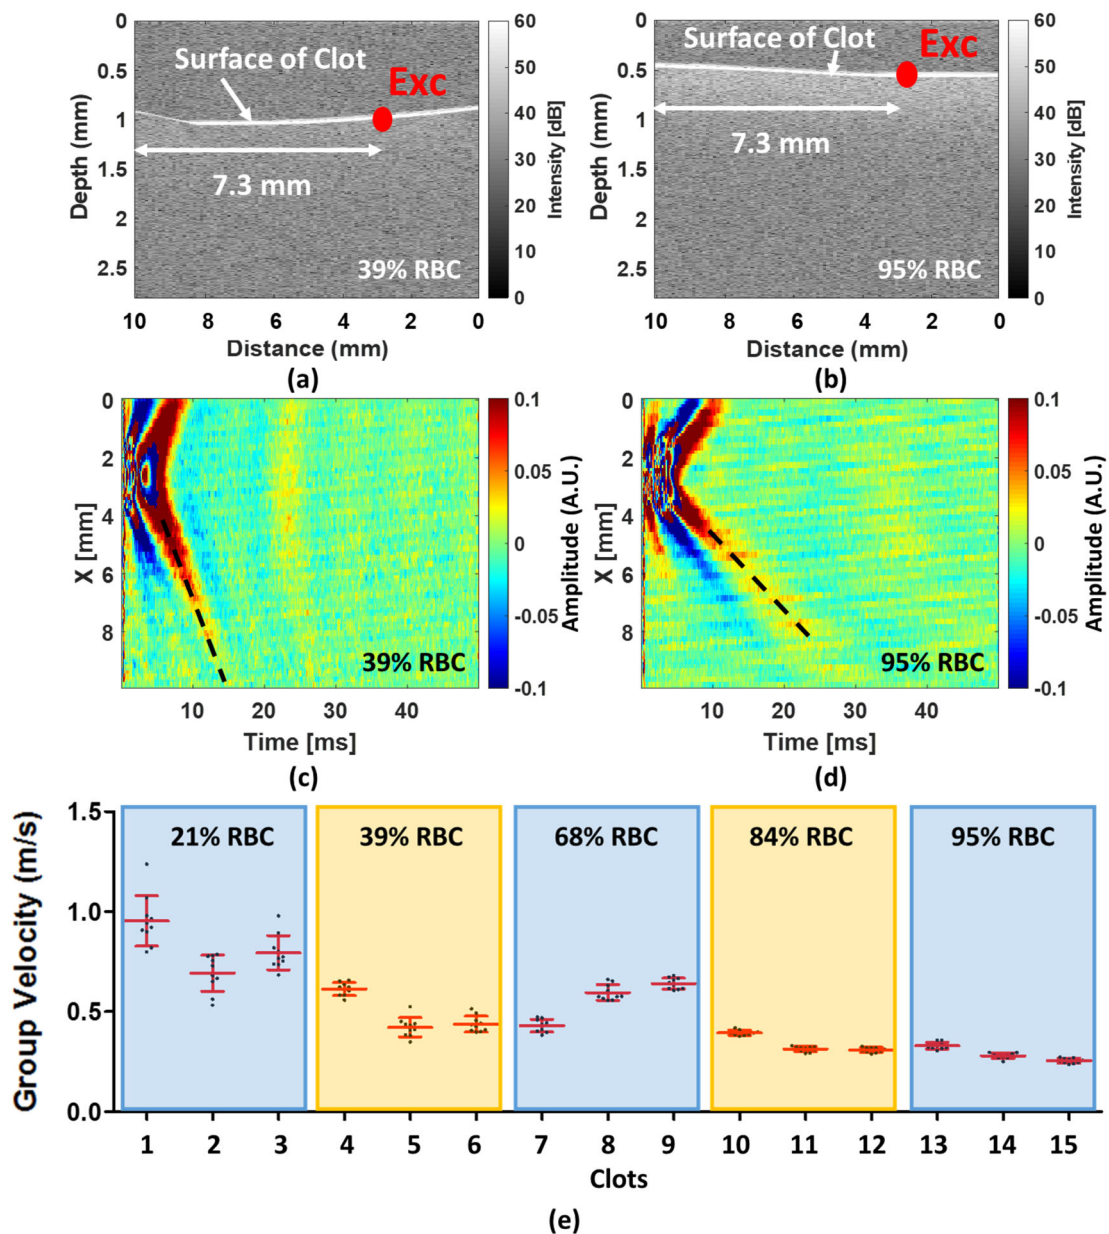 0
0.5
1
1.5
2
2.5
Depth (mm)
Surface of Clot
Exc
7.3 mm
39% RBC
10 8 6 4 2 0
Distance (mm)
60
50
40
30
20
10
0
Intensity [dB]
(a)
0
0.5
1
1.5
2
2.5
Depth (mm)
Surface of Clot
Exc
7.3 mm
95% RBC
10 8 6 4 2 0
Distance (mm)
60
50
40
30
20
10
0
Intensity [dB]
(b)
0
2
4
6
8
X [mm]
39% RBC
10 20 30 40
Time [ms]
0.1
0.05
0
-0.05
-0.1
Amplitude (A.U.)
(c)
0
2
4
6
8
X [mm]
95% RBC
10 20 30 40
Time [ms]
0.1
0.05
0
-0.05
-0.1
Amplitude (A.U.)
(d)
Group Velocity (m/s)
1.5
1.0
0.5
0.0
21% RBC 39% RBC 68% RBC 84% RBC 95% RBC
1 2 3 4 5 6 7 8 9 10 11 12 13 14 15
Clots
(e)